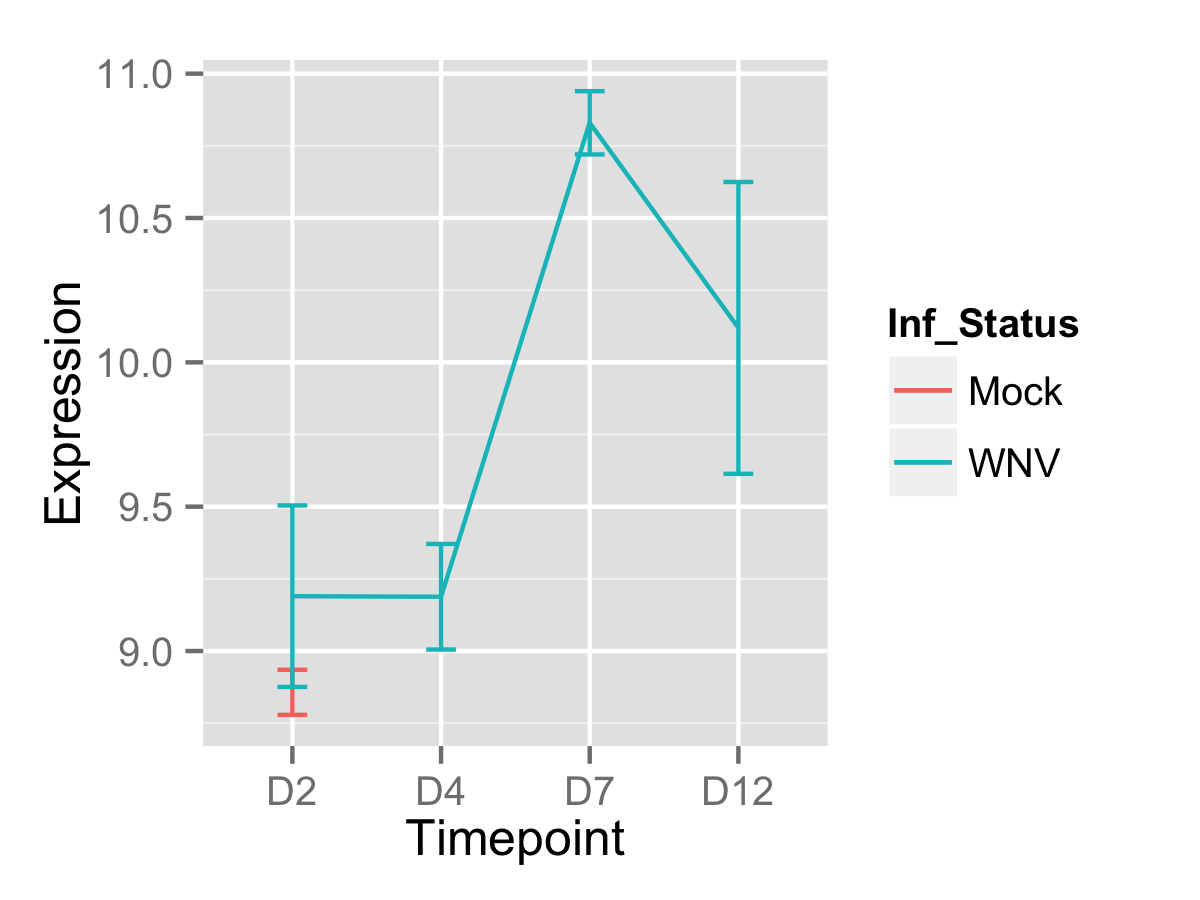 11.0
10.5
10.0
9.5
9.0
Expression
D2 D4 D7 D12
Timepoint
Inf_Status
Mock
WNV